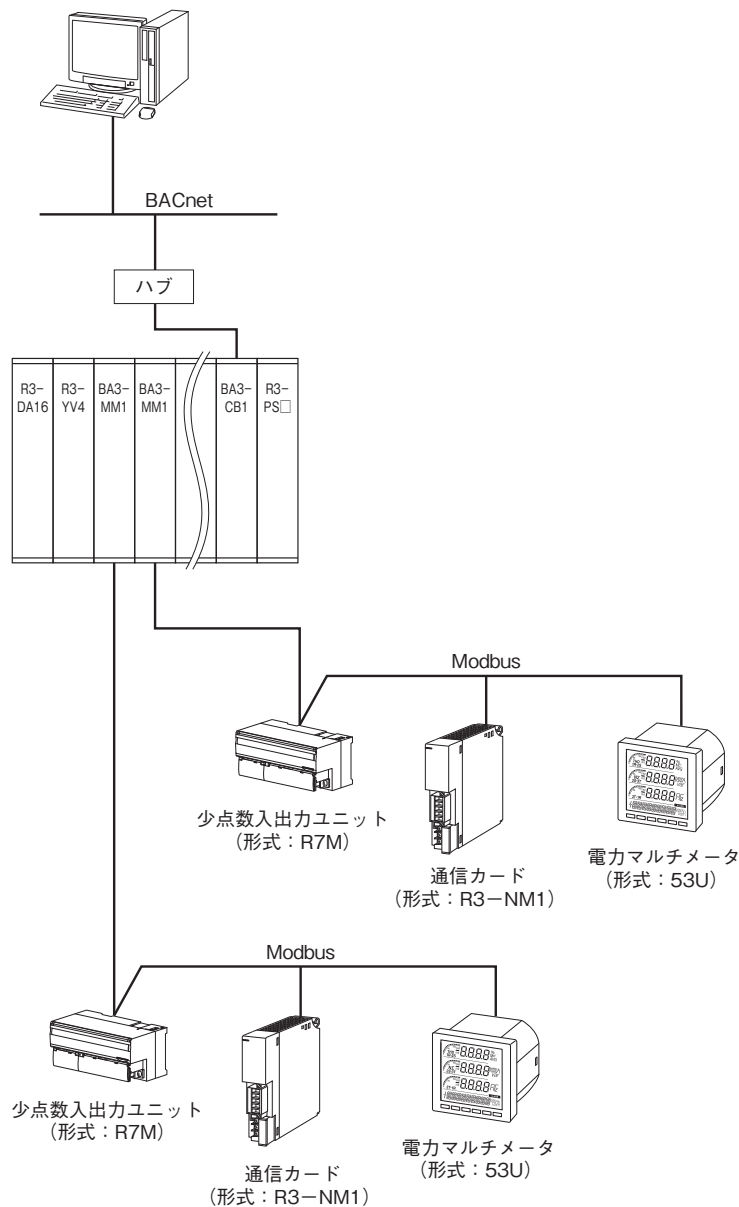 BACnet
ハブ
R3-
DA16
R3-
YV4
BA3-
MM1
BA3-
MM1
BA3-
CB1
R3-
PS□
Modbus
少点数入出力ユニット
（形式：R7M）
通信カード
（形式：R3－NM1）
電力マルチメータ
（形式：53U）
Modbus
少点数入出力ユニット
（形式：R7M）
通信カード
（形式：R3－NM1）
電力マルチメータ
（形式：53U）